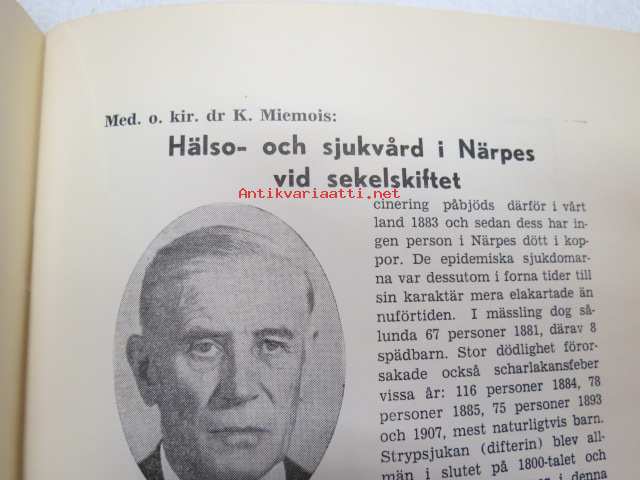 Med. o. kir. dr K. Miemois:
Hälso- och sjukvård i Närpes
vid sekelskiftet
Antikvariaatti.net
cinering påbjöds därför i vårt
land 1883 och sedan dess har in-
gen person i Närpes dött i kop-
por. De epidemiska sjukdomar-
na var dessutom i forna tider till
sin karaktär mera elakartade än
nuförtiden. I mässling dog så-
lunda 67 personer 1881, därav 8
spädbarn. Stor dödlighet föror-
sakade också scharlakansfeber
vissa år: 116 personer 1884, 78
personer 1885, 75 personer 1893
och 1907, mest naturligtvis barn.
Strypsjukan (difterin) blev all-
män i slutet på 1800-talet och
i denna